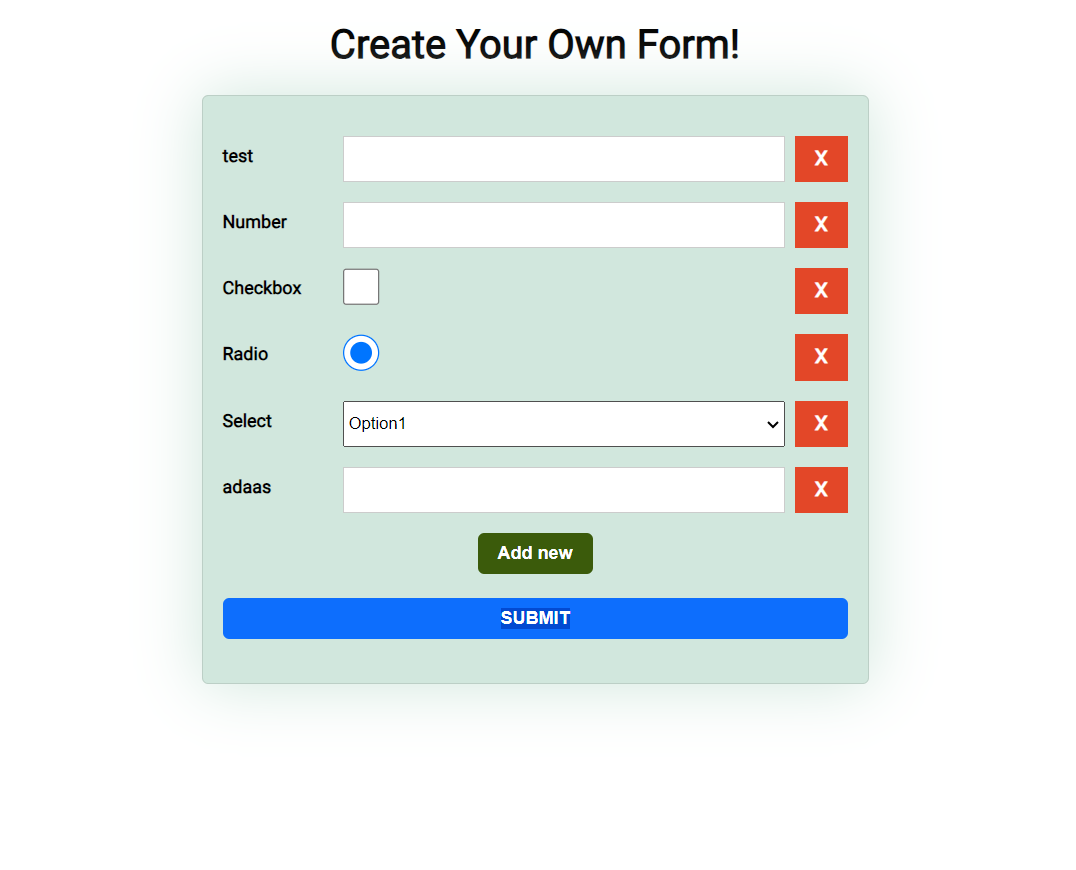 Create Your Own Form!
test
X
Number
X
Checkbox
X
Radio
X
Select
Option1
X
adaas
X
Add new
SUBMIT